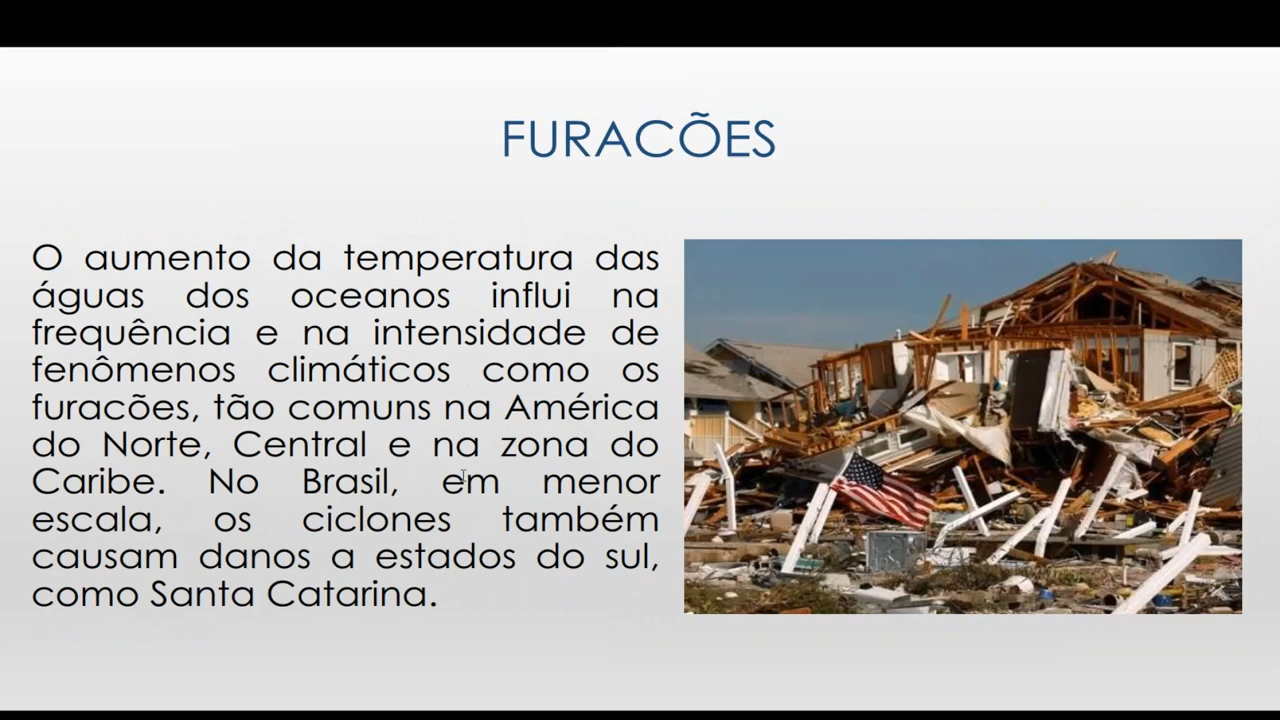 FURACÕES
O aumento da temperatura das
águas dos oceanos influi na
frequência e na intensidade de
fenômenos climáticos como os
furacões, tão comuns na América
do Norte, Central e na zona do
Caribe. No Brasil, em menor
escala, os ciclones também
causam danos a estados do sul,
como Santa Catarina.